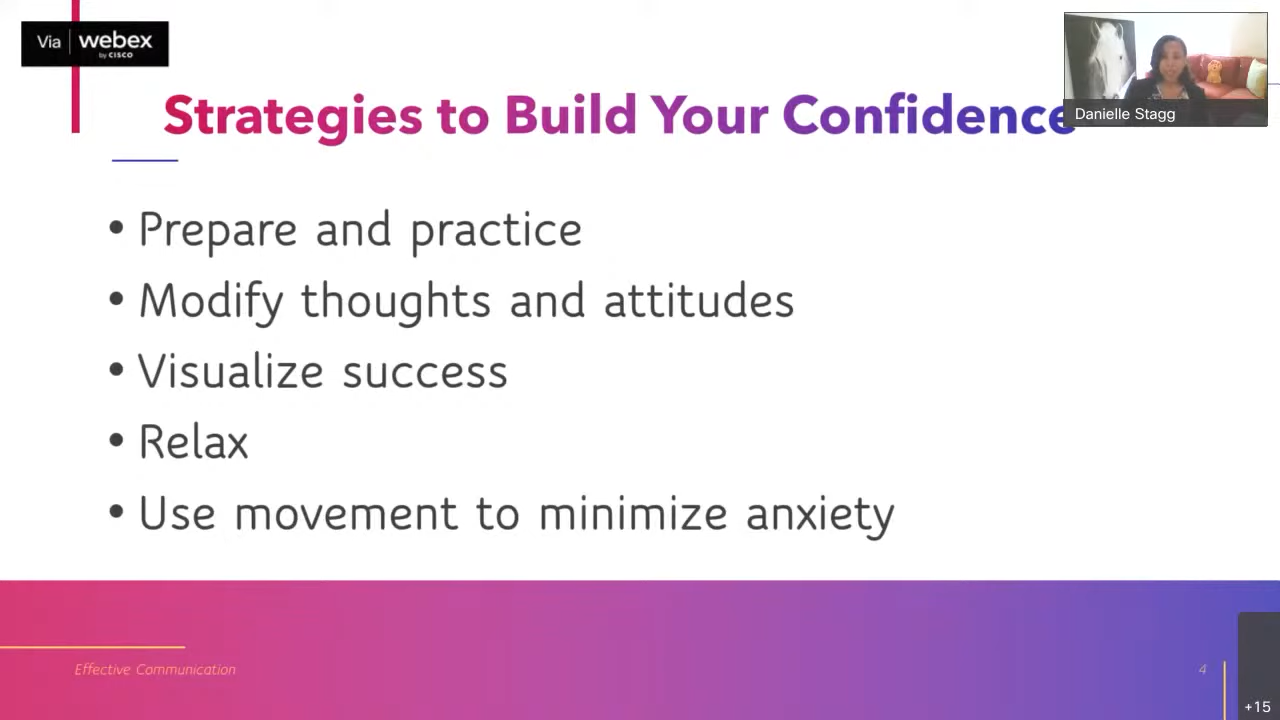 Via | webex
by CISCO
Strategies to Build Your Confidence
Danielle Stagg
• Prepare and practice
• Modify thoughts and attitudes
• Visualize success
• Relax
• Use movement to minimize anxiety
Effective Communication
4
+15